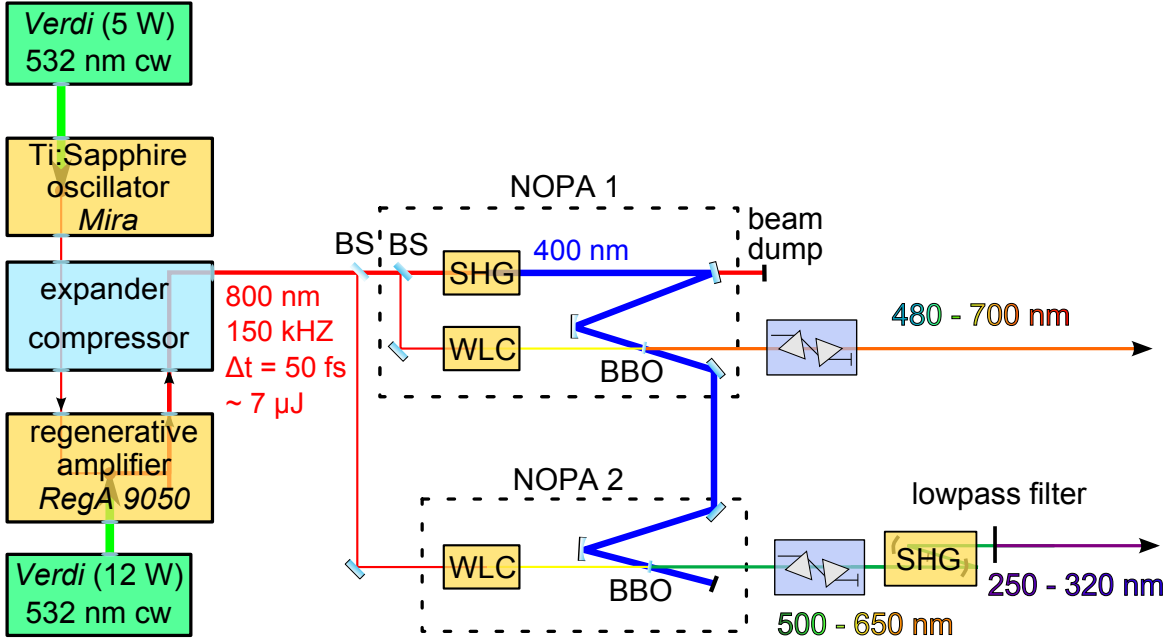 Verdi (5 W)
532 nm cw
Ti:Sapphire
oscillator
Mira
expander
compressor
regenerative
amplifier
RegA 9050
Verdi (12 W)
532 nm cw
800 nm
150 kHZ
Δt = 50 fs
~ 7 µJ
BS
BS
NOPA 1
SHG
400 nm
WLC
BBO
beam
dump
480 - 700 nm
NOPA 2
WLC
BBO
500 - 650 nm
lowpass filter
SHG
250 - 320 nm